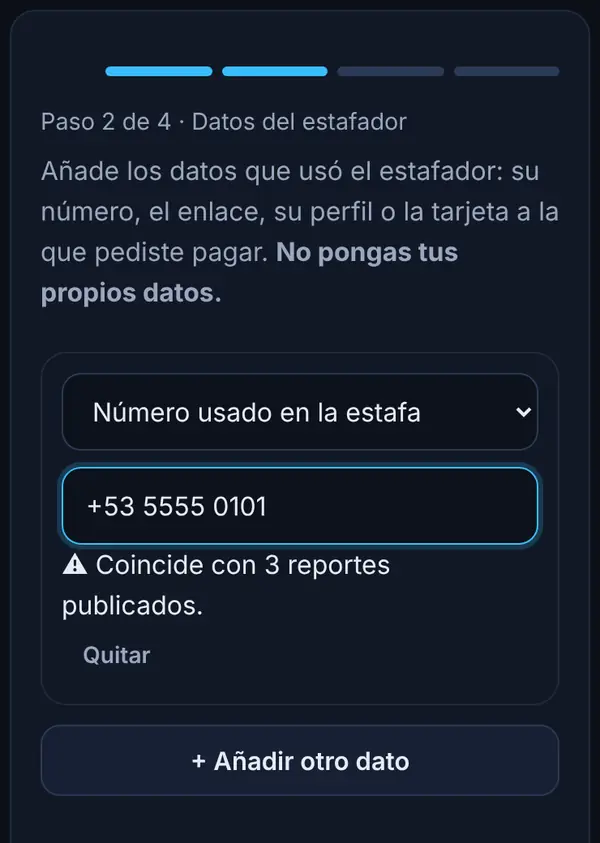 Paso 2 de 4 · Datos del estafador
Añade los datos que usó el estafador: su
número, el enlace, su perfil o la tarjeta a la
que pediste pagar. No pongas tus
propios datos.
Número usado en la estafa
+53 5555 0101
⚠ Coincide con 3 reportes
publicados.
Quitar
+ Añadir otro dato